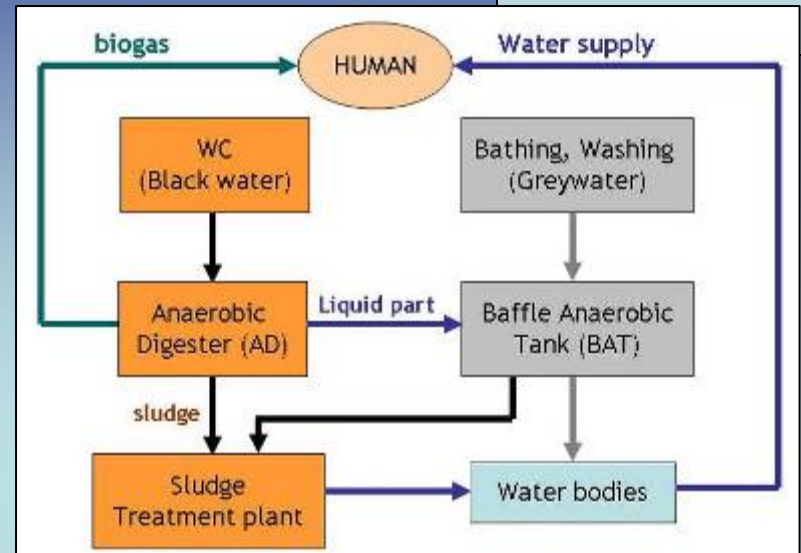 biogas
HUMAN
Water supply
WC
(Black water)
Bathing, Washing
(Greywater)
Anaerobic
Digester (AD)
Liquid part
Baffle Anaerobic
Tank (BAT)
sludge
Sludge
Treatment plant
Water bodies